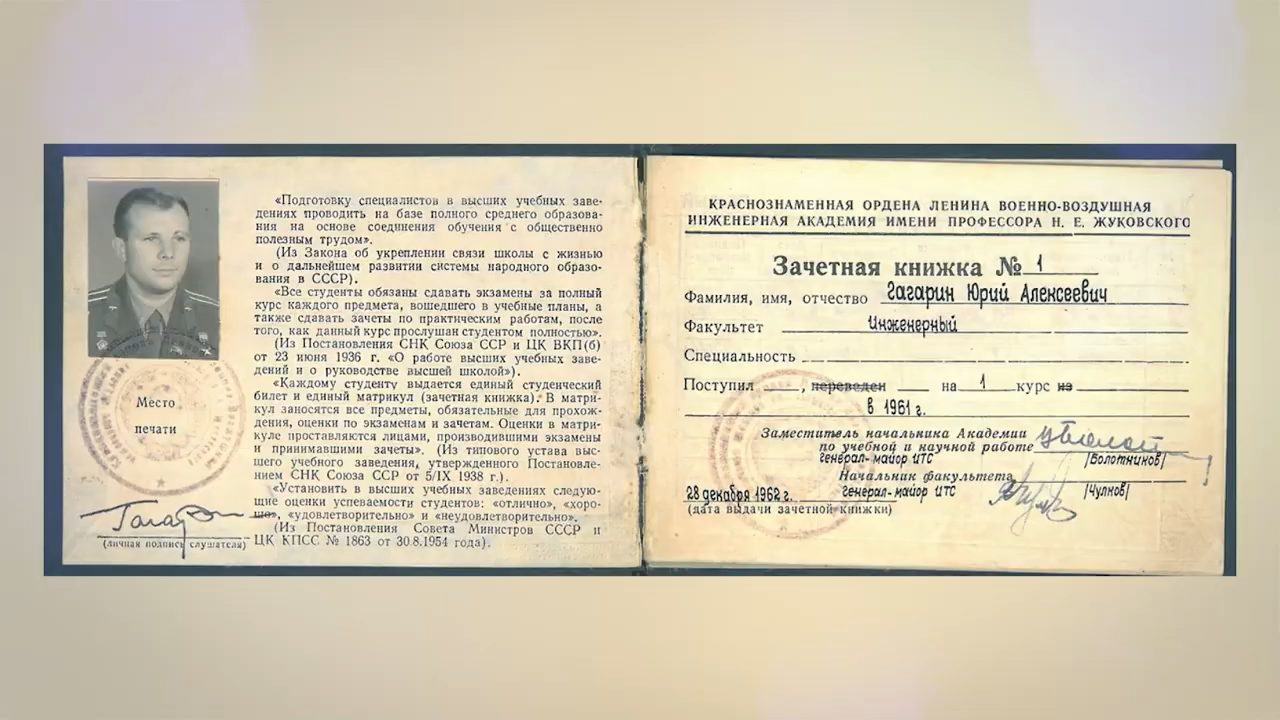 «Подготовку специалистов в высших учебных заве-
дениях проводить на базе полного среднего образова-
ния на основе соединения обучения с общественно
полезным трудом».
(Из Закона об укреплении связи школы с жизнью
и о дальнейшем развитии системы народного образо-
вания в СССР).
«Все студенты обязаны сдавать экзамены за полный
курс каждого предмета, вошедшего в учебные планы, а
также сдавать зачеты по практическим работам, после
того, как данный курс прослушан студентом полностью».
(Из Постановления СНК Союза ССР и ЦК ВКП(б)
от 23 июня 1936 г. «О работе высших учебных заве-
дений и о руководстве высшей школой»).
«Каждому студенту выдается единый студенческий
билет и единый матрикул (зачетная книжка). В матри-
кул заносятся все предметы, обязательные для прохож-
дения, оценки по экзаменам и зачетам. Оценки в матри-
куле проставляются лицами, производившими экзамены
и принимавшими зачеты». (Из типового устава выс-
шего учебного заведения, утвержденного Постановле-
нием СНК Союза ССР от 5/IX 1938 г.).
«Установить в высших учебных заведениях следую-
щие оценки успеваемости студентов: «отлично», «хоро-
шо», «удовлетворительно» и «неудовлетворительно».
(Из Постановления Совета Министров СССР и
ЦК КПСС № 1863 от 30.8.1954 года).
Место
печати
Гагарин
(личная подпись слушателя)
КРАСНОЗНАМЕННАЯ ОРДЕНА ЛЕНИНА ВОЕННО-ВОЗДУШНАЯ
ИНЖЕНЕРНАЯ АКАДЕМИЯ ИМЕНИ ПРОФЕССОРА Н. Е. ЖУКОВСКОГО
Зачетная книжка № 1
Фамилия, имя, отчество Гагарин Юрий Алексеевич
Факультет Инженерный
Специальность
Поступил , переведен на 1 курс из
в 1961 г.
Заместитель начальника Академии
по учебной и научной работе
генерал-майор ИТС /Волотников/
Начальник факультета
генерал-майор ИТС /Чулков/
28 декабря 1962 г.
(дата выдачи зачетной книжки)